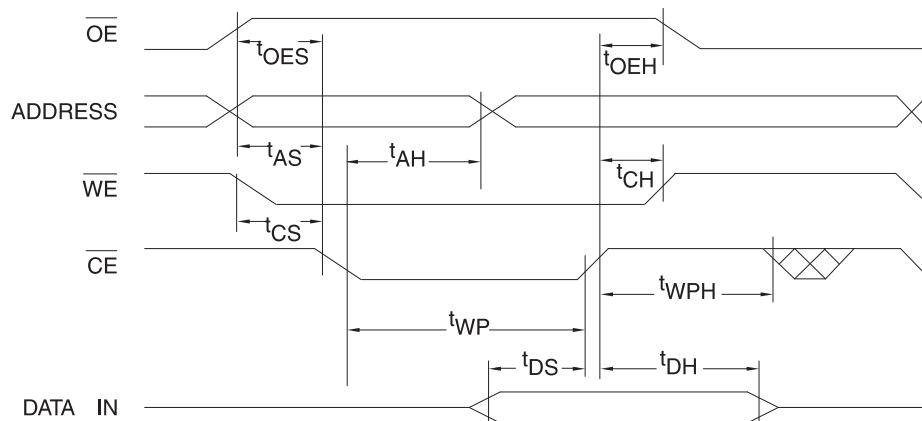 OE
tOES
tOEH
ADDRESS
tAS
tAH
tCH
WE
tCS
CE
tWPH
tWP
tDS
tDH
DATA IN